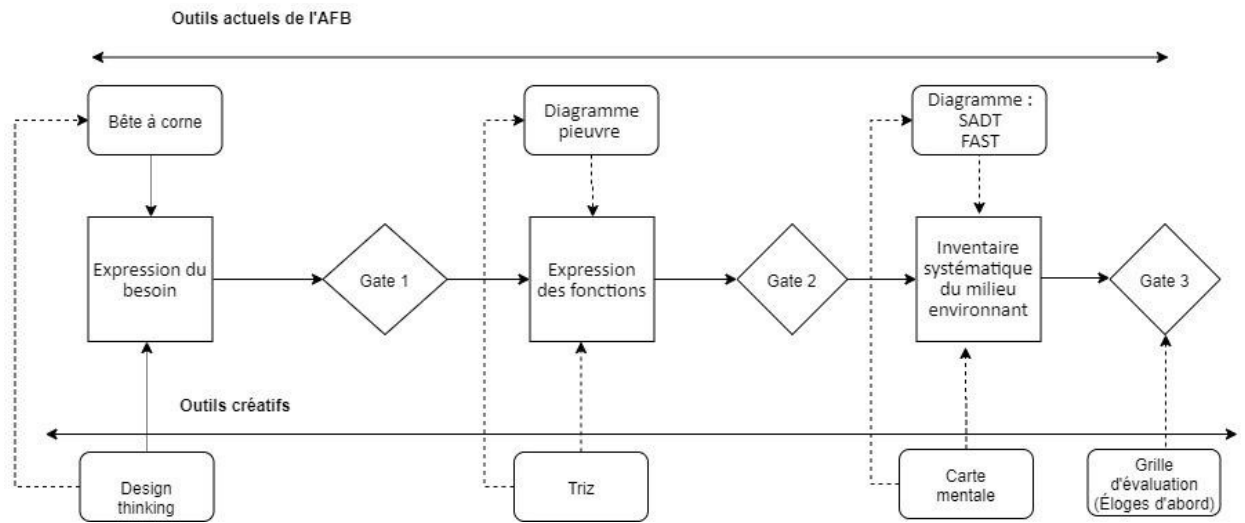 Outils actuels de l'AFB
Bête à corne
Diagramme
pieuvre
Diagramme :
SADT
FAST
Expression du
besoin
Gate 1
Expression
des fonctions
Gate 2
Inventaire
systématique
du milieu
environnant
Gate 3
Outils créatifs
Design
thinking
Triz
Carte
mentale
Grille
d'évaluation
(Éloges d'abord)